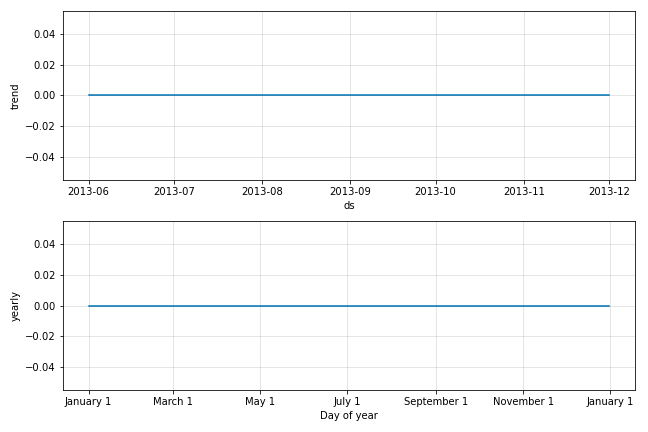 0.04
0.02
0.00
−0.02
−0.04
trend
2013-06 2013-07 2013-08 2013-09 2013-10 2013-11 2013-12
ds
0.04
0.02
0.00
−0.02
−0.04
yearly
January 1 March 1 May 1 July 1 September 1 November 1 January 1
Day of year